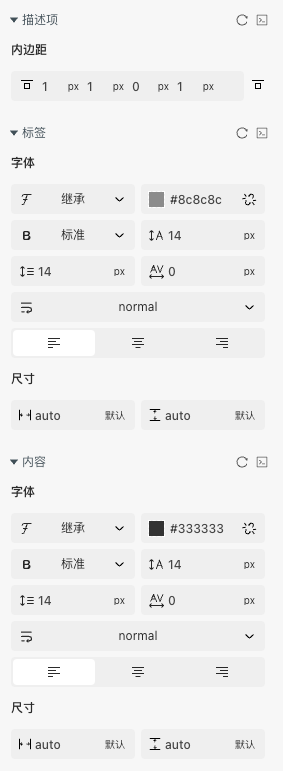 描述项
内边距
1 px 1 px 0 px 1 px
标签
字体
继承 #8c8c8c
B 标准 A 14 px
14 px AV 0
normal
尺寸
auto 默认 auto 默认
内容
字体
继承 #333333
B 标准 A 14 px
14 px AV 0
normal
尺寸
auto 默认 auto 默认